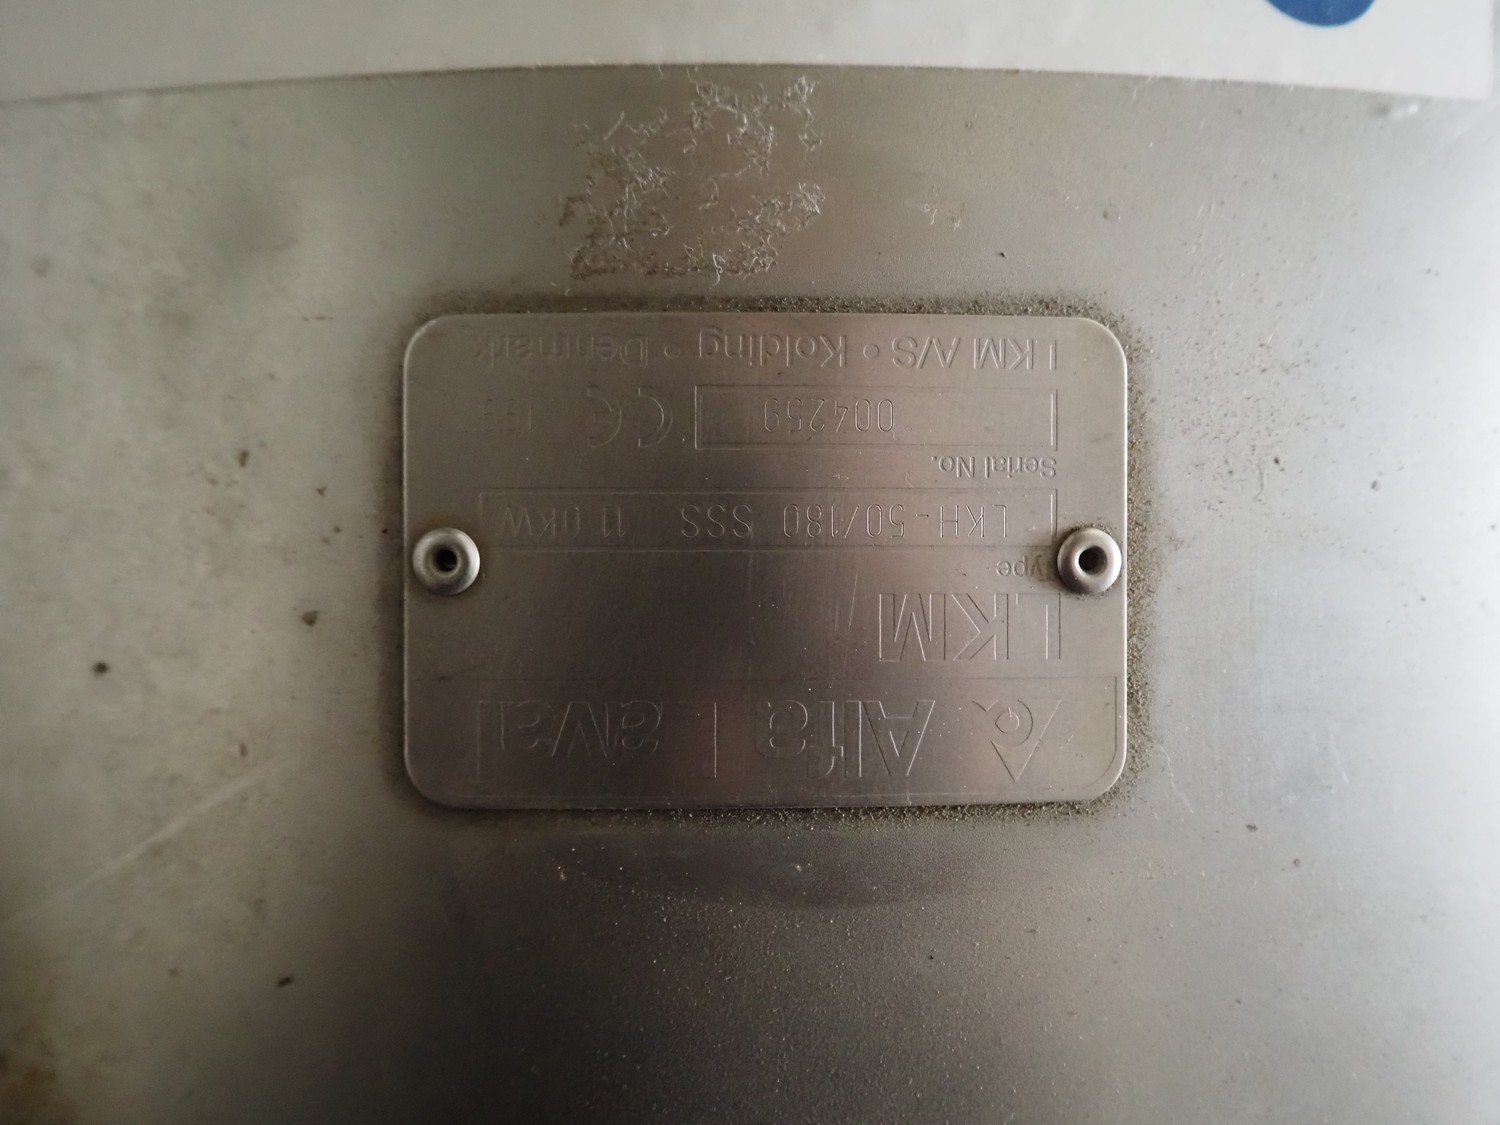 Alfa Laval
LKM
Type
LKH-50/180 SSS 11.0KW
Serial No.
004259 CE
LKM A/S · Kolding · Denmark